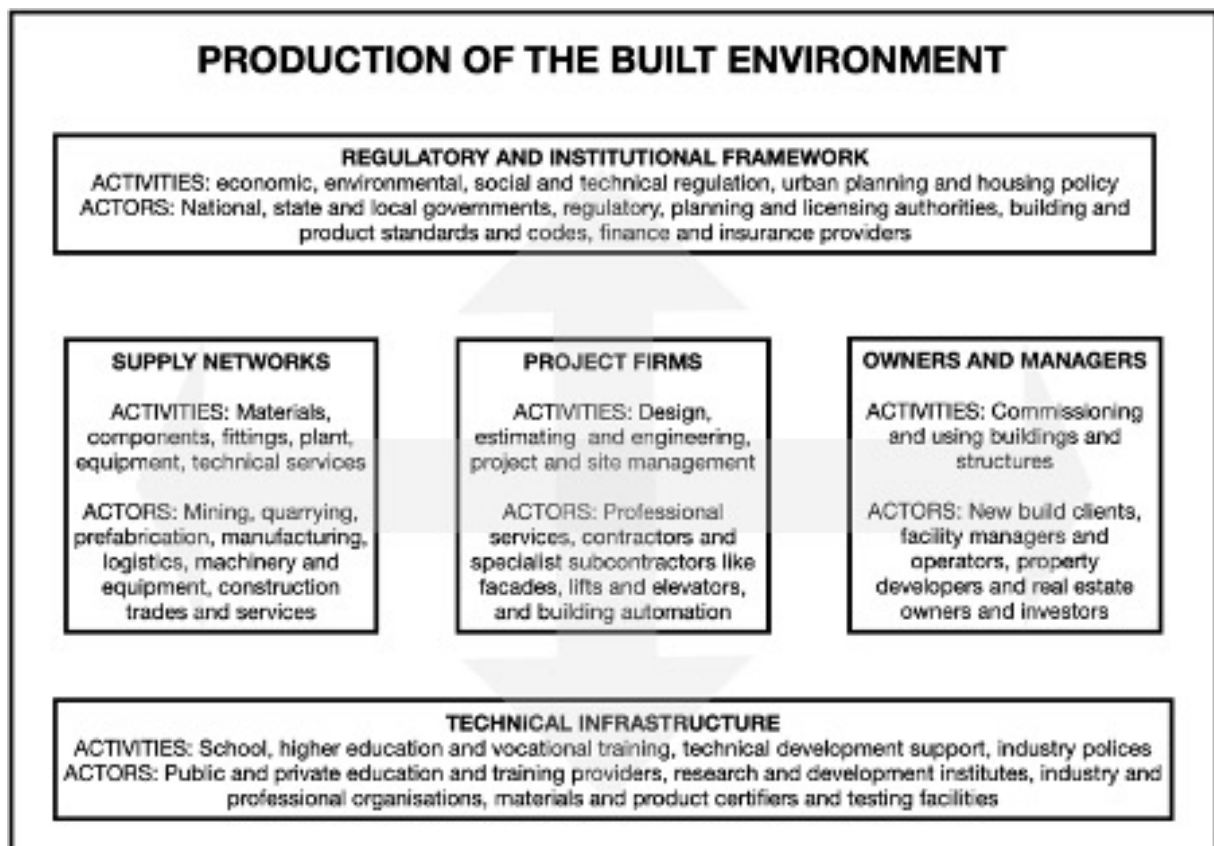 PRODUCTION OF THE BUILT ENVIRONMENT
REGULATORY AND INSTITUTIONAL FRAMEWORK
ACTIVITIES: economic, environmental, social and technical regulation, urban planning and housing policy
ACTORS: National, state and local governments, regulatory, planning and licensing authorities, building and
product standards and codes, finance and insurance providers
SUPPLY NETWORKS
ACTIVITIES: Materials,
components, fittings, plant,
equipment, technical services
ACTORS: Mining, quarrying,
prefabrication, manufacturing,
logistics, machinery and
equipment, construction
trades and services
PROJECT FIRMS
ACTIVITIES: Design,
estimating and engineering,
project and site management
ACTORS: Professional
services, contractors and
specialist subcontractors like
facades, lifts and elevators,
and building automation
OWNERS AND MANAGERS
ACTIVITIES: Commissioning
and using buildings and
structures
ACTORS: New build clients,
facility managers and
operators, property
developers and real estate
owners and investors
TECHNICAL INFRASTRUCTURE
ACTIVITIES: School, higher education and vocational training, technical development support, industry polices
ACTORS: Public and private education and training providers, research and development institutes, industry and
professional organisations, materials and product certifiers and testing facilities